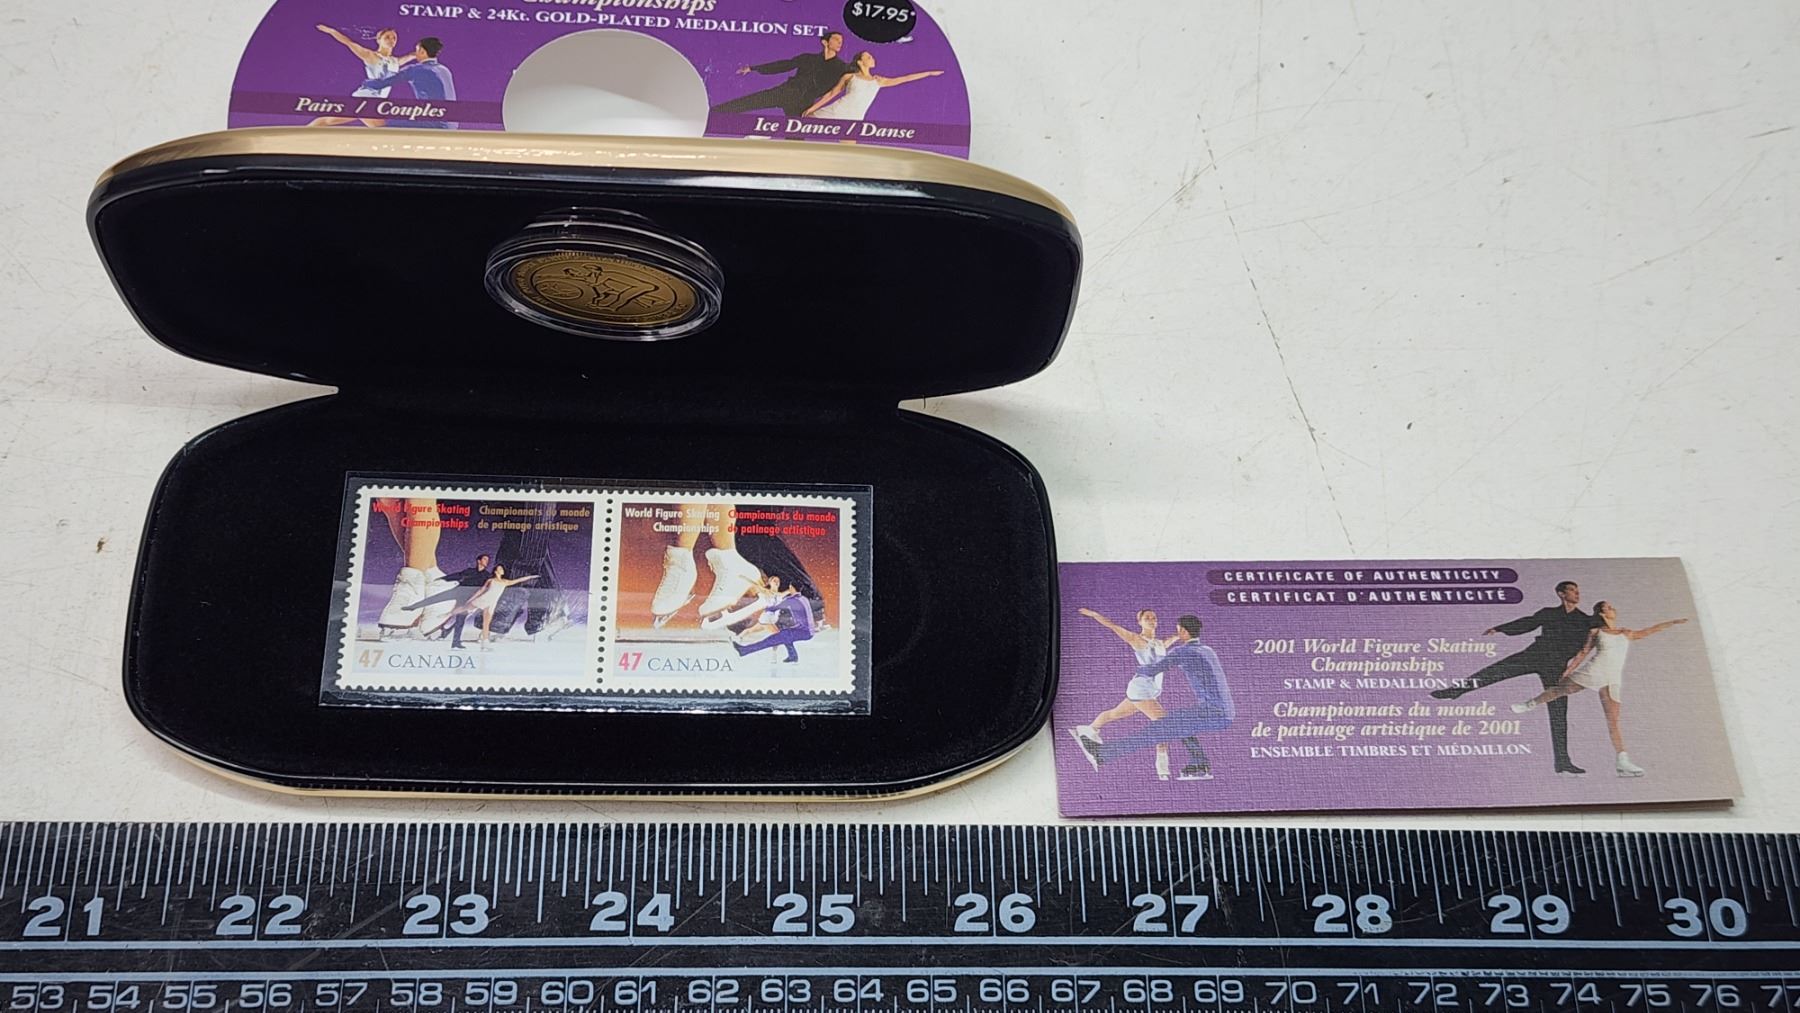 Championships
STAMP & 24Kt. GOLD-PLATED MEDALLION SET
$17.95*
Pairs / Couples
Ice Dance / Danse
World Figure Skating Championships
Championnats du monde de patinage artistique
47 CANADA
World Figure Skating Championships
Championnats du monde de patinage artistique
47 CANADA
CERTIFICATE OF AUTHENTICITY
CERTIFICAT D'AUTHENTICITÉ
2001 World Figure Skating
Championships
STAMP & MEDALLION SET
Championnats du monde
de patinage artistique de 2001
ENSEMBLE TIMBRES ET MÉDAILLON
21 22 23 24 25 26 27 28 29 30
53 54 55 56 57 58 59 60 61 62 63 64 65 66 67 68 69 70 71 72 73 74 75 76 77